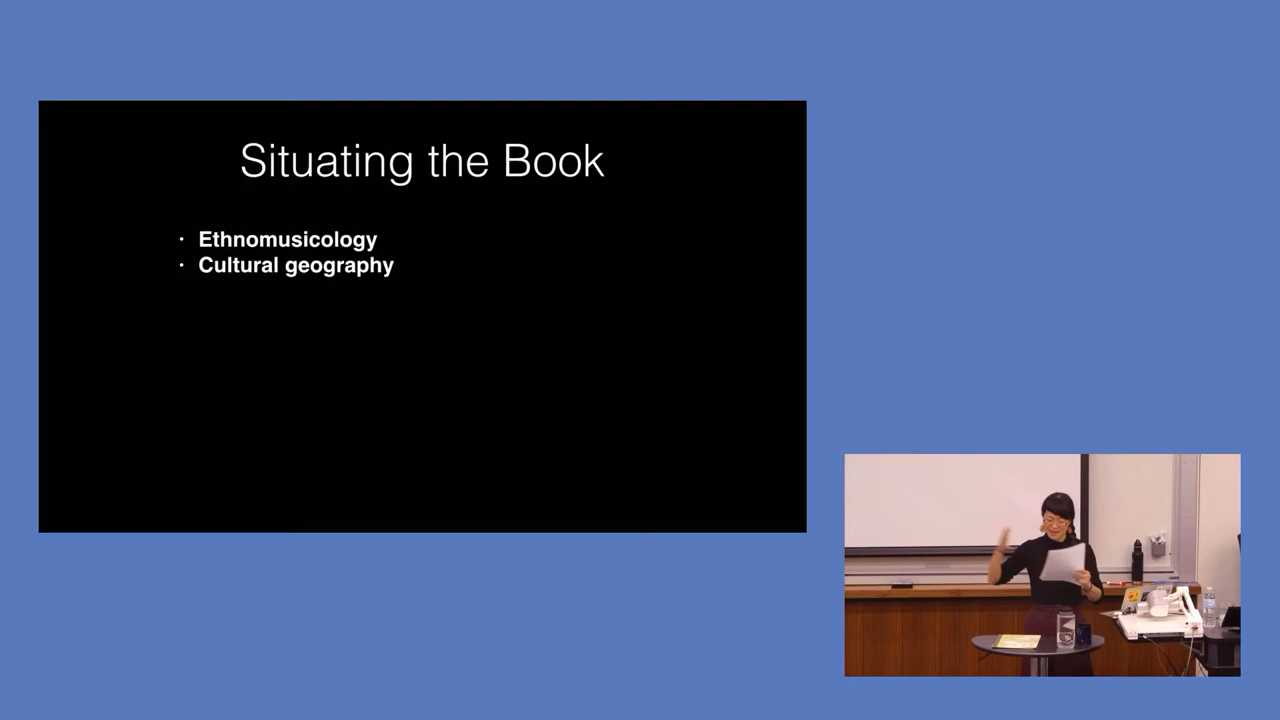 Situating the Book
· Ethnomusicology
· Cultural geography